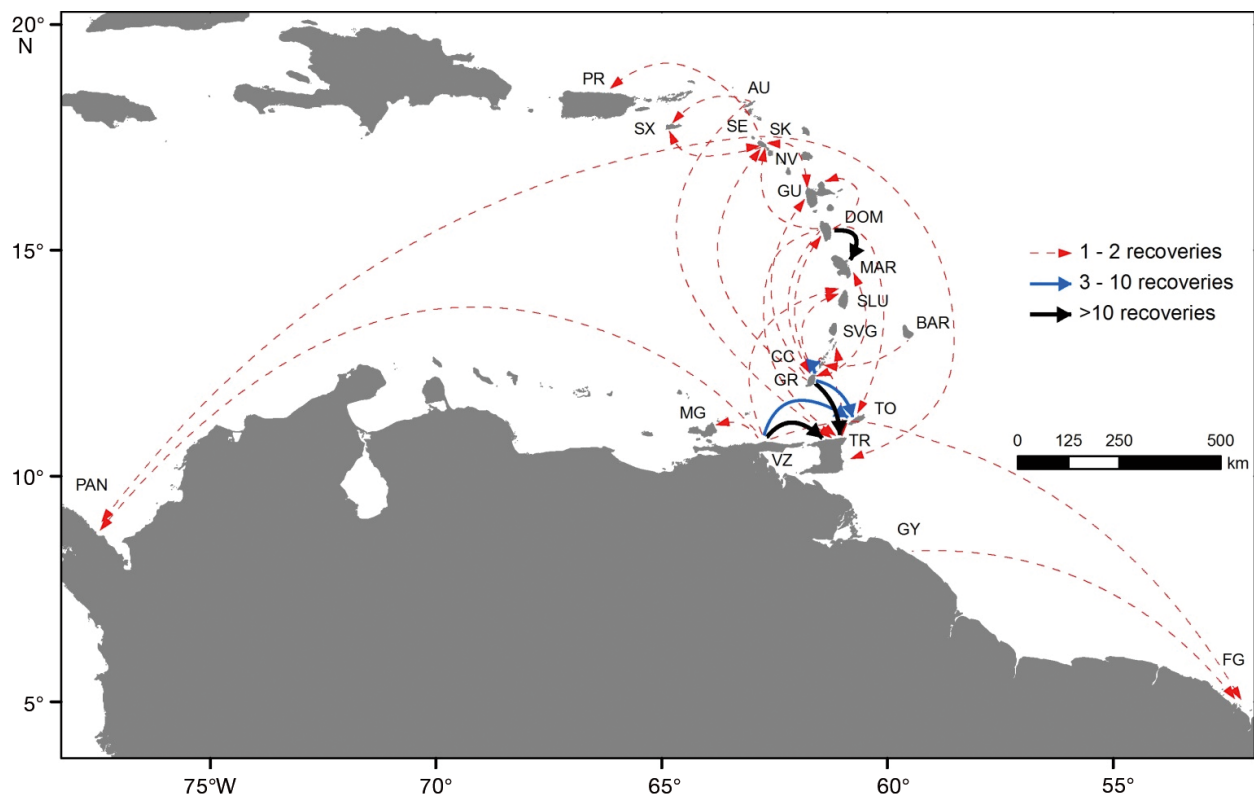 20°
N
PR
AU
SX
SE
SK
NV
GU
DOM
15°
MAR
1 - 2 recoveries
3 - 10 recoveries
>10 recoveries
SLU
SVG
BAR
CC
GR
MG
TO
TR
VZ
0 125 250 500
km
10°
PAN
GY
FG
5°
75°W 70° 65° 60° 55°